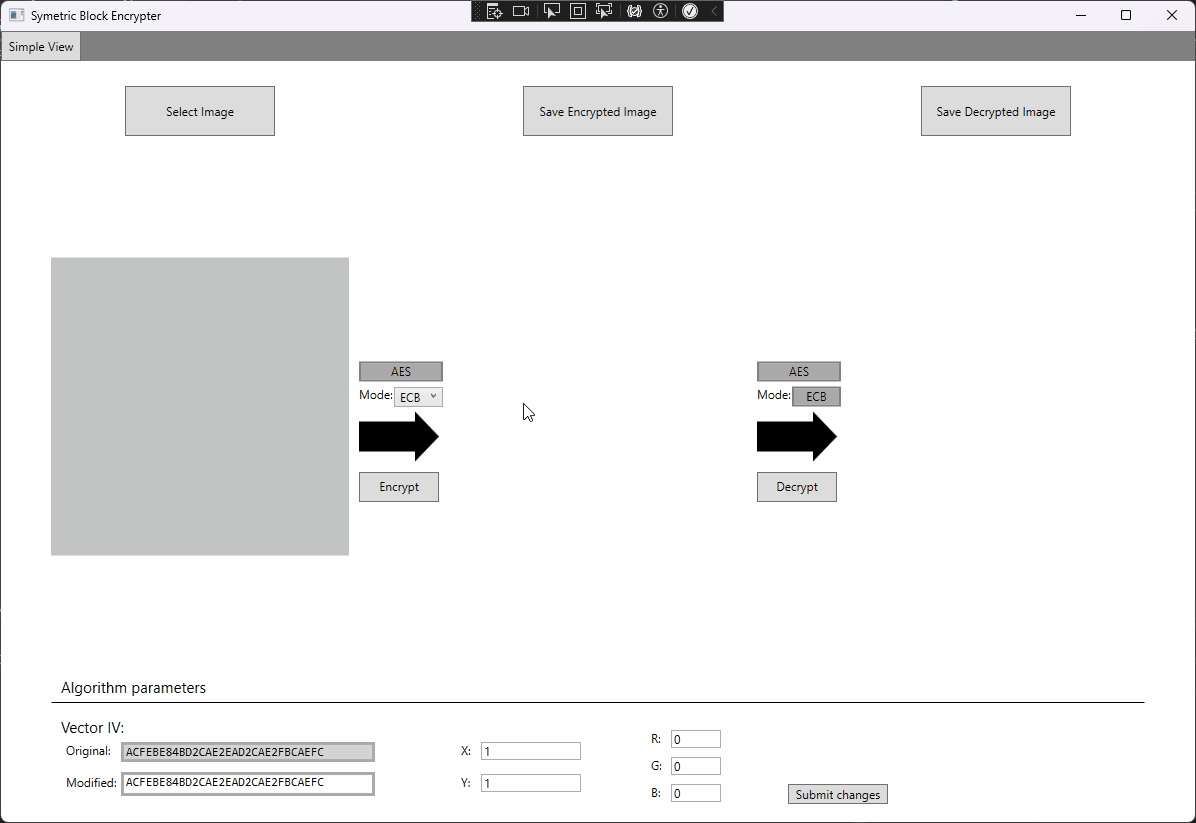 Symetric Block Encrypter
Simple View
Select Image
Save Encrypted Image
Save Decrypted Image
AES
Mode: ECB
Encrypt
AES
Mode: ECB
Decrypt
Algorithm parameters
Vector IV:
Original: ACFEBE84BD2CAE2EAD2CAE2FBCAEFC
Modified: ACFEBE84BD2CAE2EAD2CAE2FBCAEFC
X: 1
Y: 1
R: 0
G: 0
B: 0
Submit changes